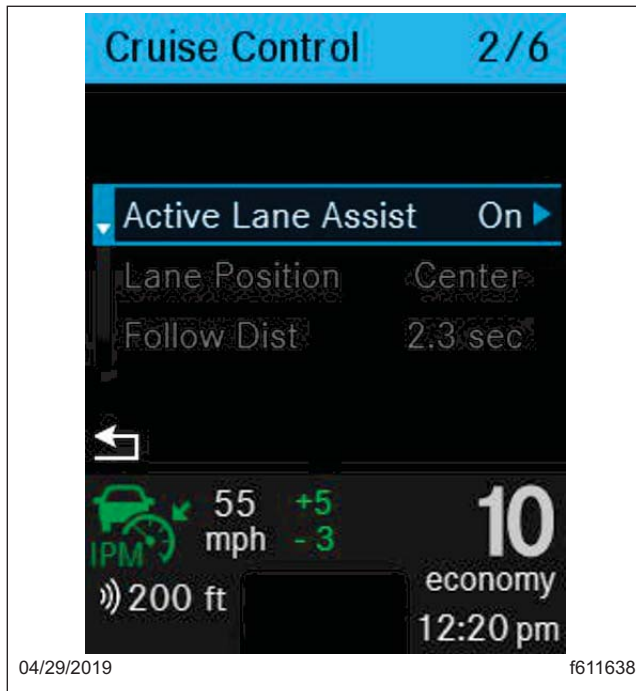 Cruise Control 2/6
Active Lane Assist On
Lane Position Center
Follow Dist 2.3 sec
IPM
55 mph
+5
- 3
200 ft
10
economy
12:20 pm
04/29/2019 f611638